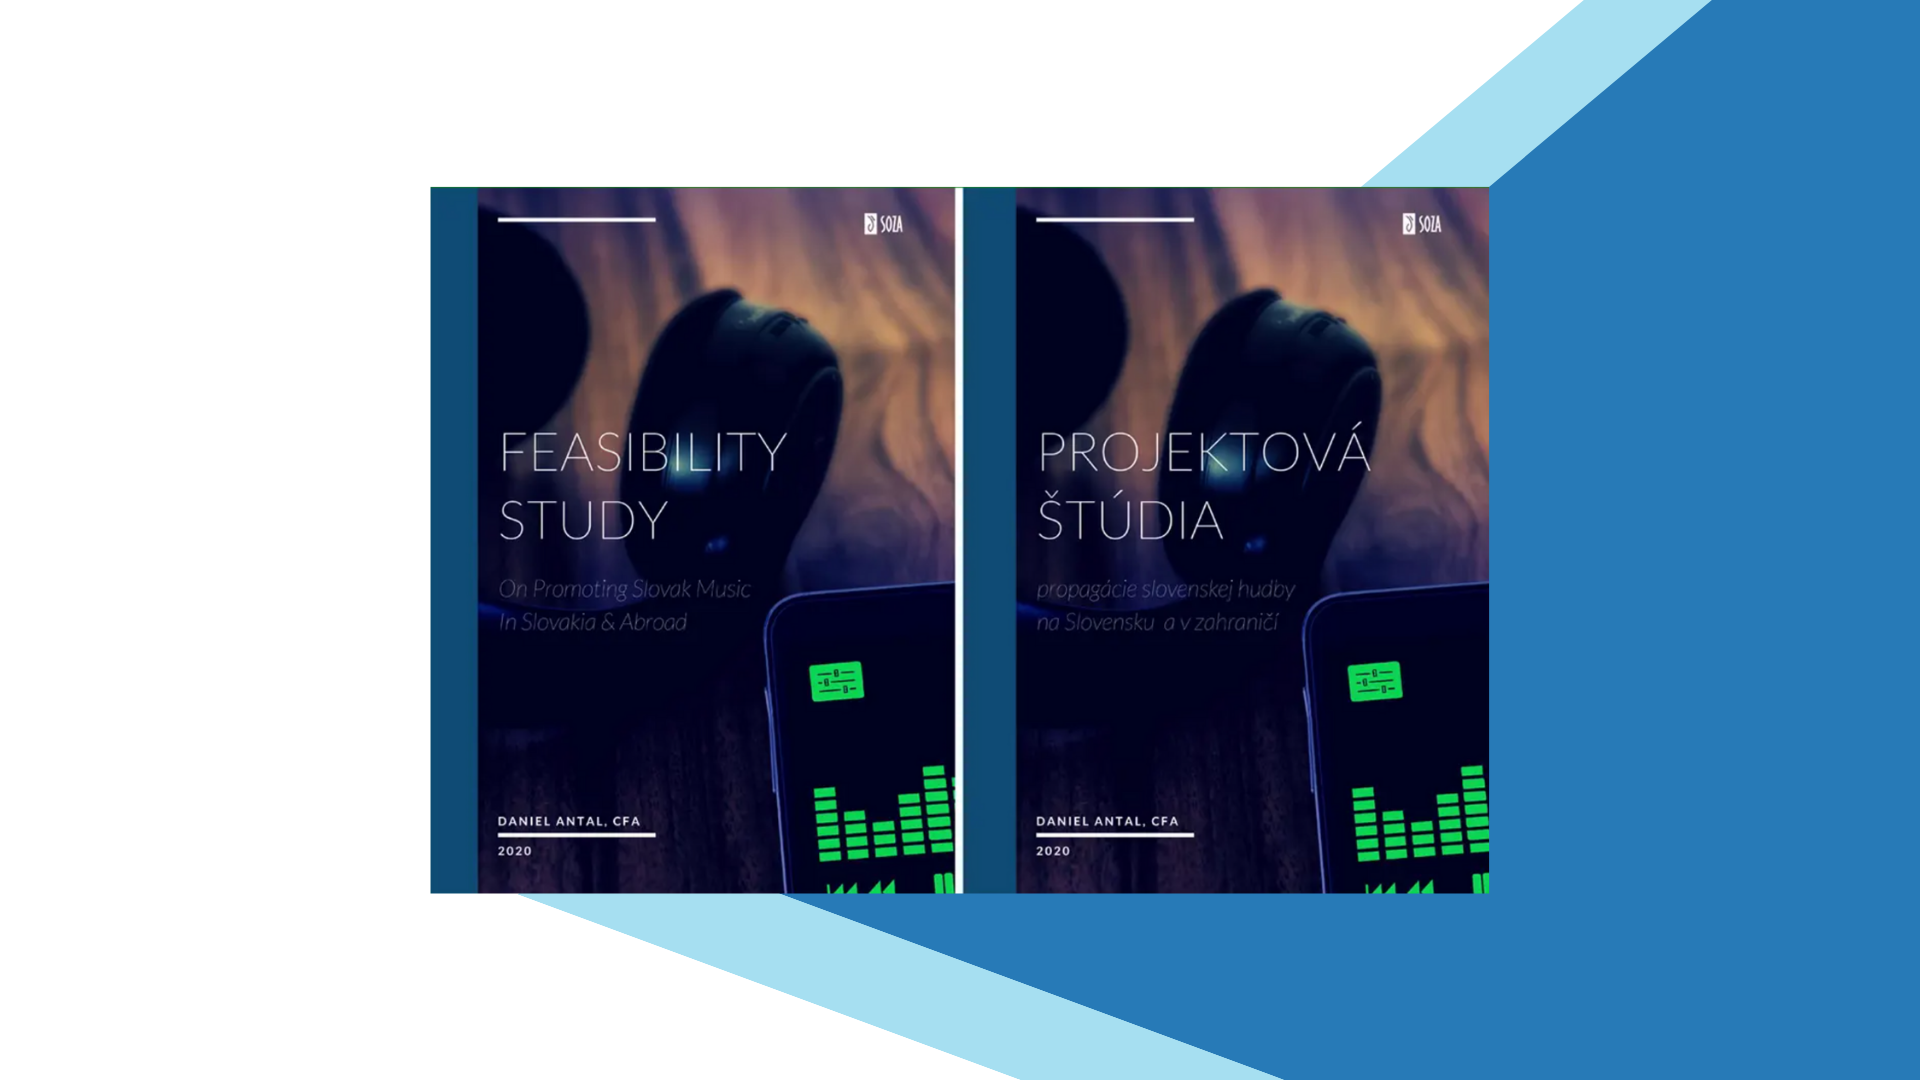 SOZA
FEASIBILITY
STUDY
On Promoting Slovak Music
In Slovakia & Abroad
DANIEL ANTAL, CFA
2020
SOZA
PROJEKTOVÁ
ŠTÚDIA
propagácie slovenskej hudby
na Slovensku a v zahraničí
DANIEL ANTAL, CFA
2020